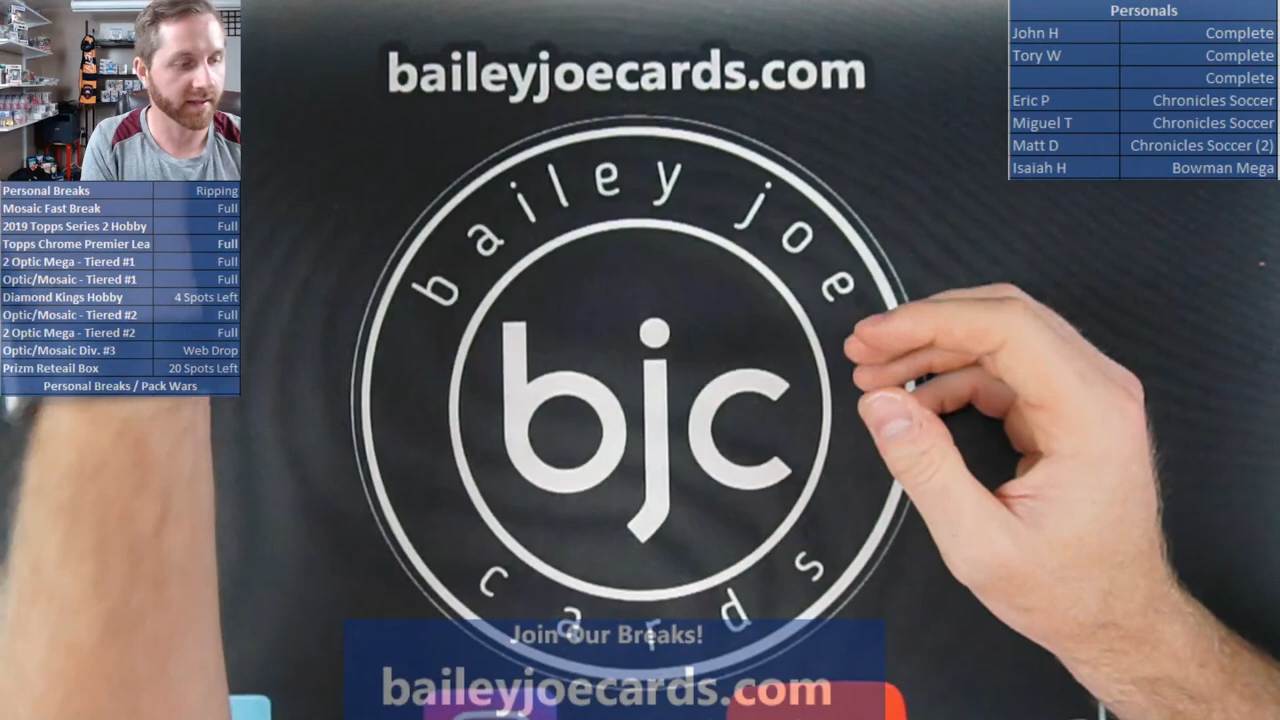 baileyjoecards.com
Personals
John H Complete
Tory W Complete
Complete
Eric P Chronicles Soccer
Miguel T Chronicles Soccer
Matt D Chronicles Soccer (2)
Isaiah H Bowman Mega
Personal Breaks Ripping
Mosaic Fast Break Full
2019 Topps Series 2 Hobby Full
Topps Chrome Premier Lea Full
2 Optic Mega - Tiered #1 Full
Optic/Mosaic - Tiered #1 Full
Diamond Kings Hobby 4 Spots Left
Optic/Mosaic - Tiered #2 Full
2 Optic Mega - Tiered #2 Full
Optic/Mosaic Div. #3 Web Drop
Prizm Reteail Box 20 Spots Left
Personal Breaks / Pack Wars
bailey joe
bjc
cards
Join Our Breaks!
baileyjoecards.com